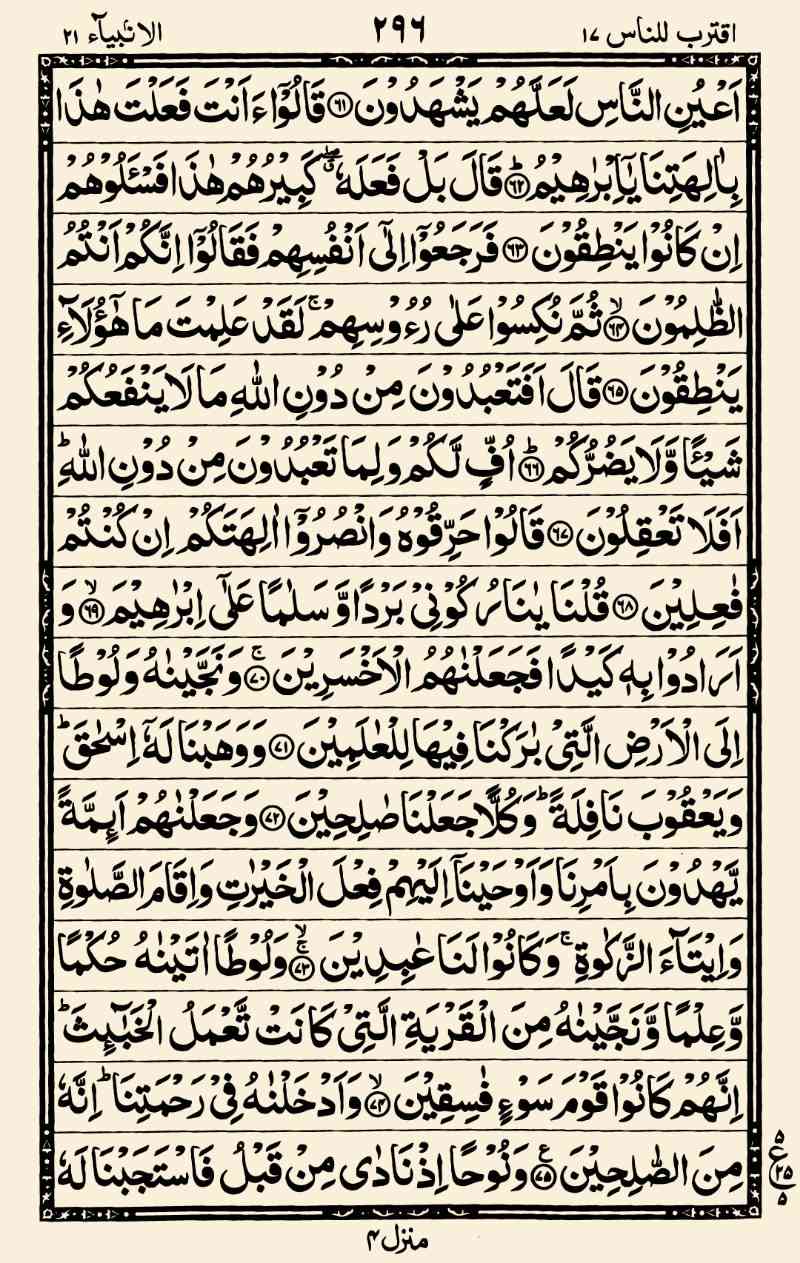 اقترب للناس ١٧ ٢٩٦ الانبيآء ٢١
اَعْيُنِ النَّاسِ لَعَلَّهُمْ يَشْهَدُوْنَ ﴿٦١﴾ قَالُوْٓا ءَاَنْتَ فَعَلْتَ هٰذَا
بِاٰلِهَتِنَا يٰٓاِبْرٰهِيْمُ ﴿٦٢﴾ؕ قَالَ بَلْ فَعَلَهٗ ۖۗ كَبِيْرُهُمْ هٰذَا فَسْـَٔلُوْهُمْ
اِنْ كَانُوْا يَنْطِقُوْنَ ﴿٦٣﴾ فَرَجَعُوْٓا اِلٰٓى اَنْفُسِهِمْ فَقَالُوْٓا اِنَّكُمْ اَنْتُمُ
الظّٰلِمُوْنَ ﴿٦٤﴾ۙ ثُمَّ نُكِسُوْا عَلٰى رُءُوْسِهِمْ ۚ لَقَدْ عَلِمْتَ مَا هٰٓؤُلَآءِ
يَنْطِقُوْنَ ﴿٦٥﴾ قَالَ اَفَتَعْبُدُوْنَ مِنْ دُوْنِ اللّٰهِ مَا لَا يَنْفَعُكُمْ
شَيْـًٔا وَّلَا يَضُرُّكُمْ ﴿٦٦﴾ؕ اُفٍّ لَّكُمْ وَلِمَا تَعْبُدُوْنَ مِنْ دُوْنِ اللّٰهِ ؕ
اَفَلَا تَعْقِلُوْنَ ﴿٦٧﴾ قَالُوْا حَرِّقُوْهُ وَانْصُرُوْٓا اٰلِهَتَكُمْ اِنْ كُنْتُمْ
فٰعِلِيْنَ ﴿٦٨﴾ قُلْنَا يٰنَارُ كُوْنِيْ بَرْدًا وَّسَلٰمًا عَلٰٓى اِبْرٰهِيْمَ ﴿٦٩﴾ۙ وَ
اَرَادُوْا بِهٖ كَيْدًا فَجَعَلْنٰهُمُ الْاَخْسَرِيْنَ ﴿٧٠﴾ۚ وَنَجَّيْنٰهُ وَلُوْطًا
اِلَى الْاَرْضِ الَّتِيْ بٰرَكْنَا فِيْهَا لِلْعٰلَمِيْنَ ﴿٧١﴾ وَوَهَبْنَا لَهٗٓ اِسْحٰقَ ؕ
وَيَعْقُوْبَ نَافِلَةً ؕ وَكُلًّا جَعَلْنَا صٰلِحِيْنَ ﴿٧٢﴾ وَجَعَلْنٰهُمْ اَئِمَّةً
يَّهْدُوْنَ بِاَمْرِنَا وَاَوْحَيْنَآ اِلَيْهِمْ فِعْلَ الْخَيْرٰتِ وَاِقَامَ الصَّلٰوةِ
وَاِيْتَآءَ الزَّكٰوةِ ۚ وَكَانُوْا لَنَا عٰبِدِيْنَ ﴿٧٣﴾ۚۙ وَلُوْطًا اٰتَيْنٰهُ حُكْمًا
وَّعِلْمًا وَّنَجَّيْنٰهُ مِنَ الْقَرْيَةِ الَّتِيْ كَانَتْ تَّعْمَلُ الْخَبٰٓئِثَ ؕ
اِنَّهُمْ كَانُوْا قَوْمَ سَوْءٍ فٰسِقِيْنَ ﴿٧٤﴾ۙ وَاَدْخَلْنٰهُ فِيْ رَحْمَتِنَا ؕ اِنَّهٗ
مِنَ الصّٰلِحِيْنَ ﴿٧٥﴾ࣖ وَنُوْحًا اِذْ نَادٰى مِنْ قَبْلُ فَاسْتَجَبْنَا لَهٗ
٥ ع ٢٥ ٥
منزل ٤